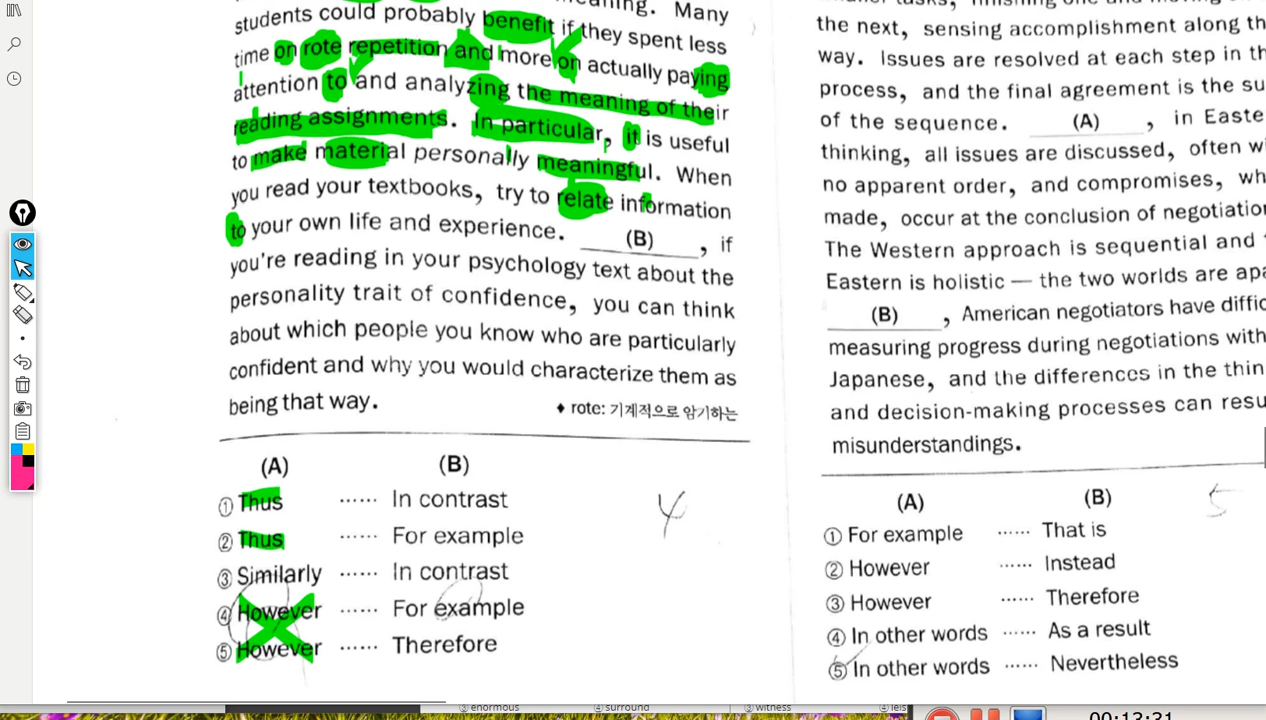 Many
students could probably benefit if they spent less
time on rote repetition and more on actually paying
attention to and analyzing the meaning of their
reading assignments. In particular, it is useful
to make material personally meaningful. When
you read your textbooks, try to relate information
to your own life and experience. (B) , if
you're reading in your psychology text about the
personality trait of confidence, you can think
about which people you know who are particularly
confident and why you would characterize them as
being that way.
♦ rote: 기계적으로 암기하는
(A) (B)
① Thus ...... In contrast
② Thus ...... For example
③ Similarly ...... In contrast
④ However ...... For example
⑤ However ...... Therefore
4
the next, sensing accomplishment along
way. Issues are resolved at each step in
process, and the final agreement is the
of the sequence. (A) , in
thinking, all issues are discussed, often
no apparent order, and compromises,
made, occur at the conclusion of
The Western approach is sequential and
Eastern is holistic — the two worlds are
(B) , American negotiators have
measuring progress during negotiations with
Japanese, and the differences in the
and decision-making processes can
misunderstandings.
(A) (B)
① For example ...... That is
② However ...... Instead
③ However ...... Therefore
④ In other words ...... As a result
⑤ In other words ...... Nevertheless
5
② enormous ④ surround ③ witness
00:13:31